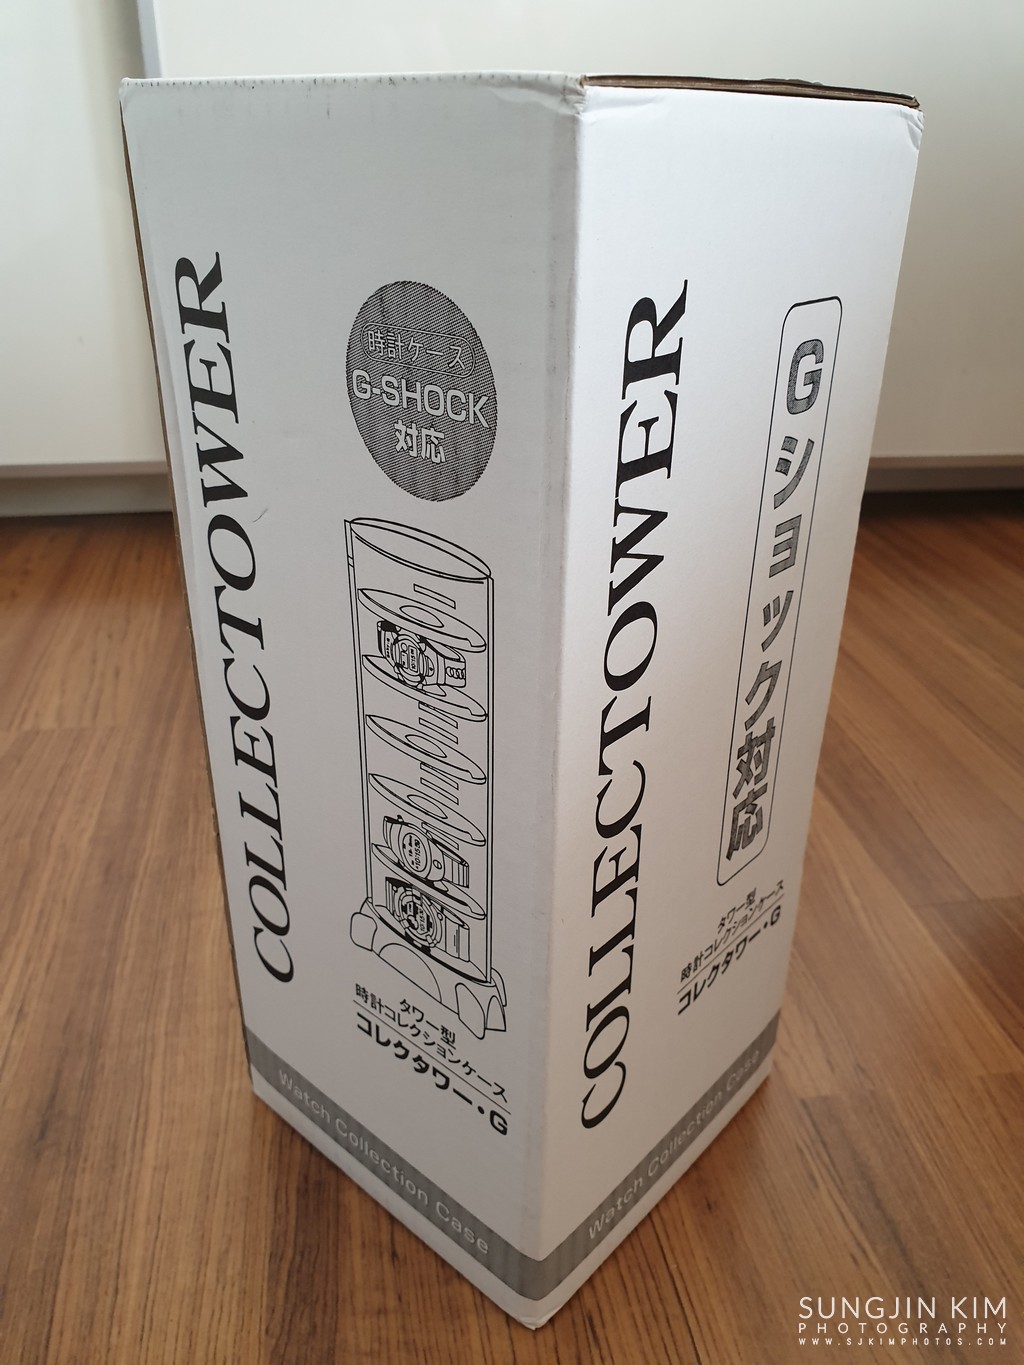 COLLECTOWER
時計ケース
G-SHOCK
対応
タワー型
時計コレクションケース
コレクタワー・G
Watch Collection Case
COLLECTOWER
Gショック対応
タワー型
時計コレクションケース
コレクタワー・G
Watch Collection Case
SUNGJIN KIM
PHOTOGRAPHY
WWW.SJKIMPHOTOS.COM